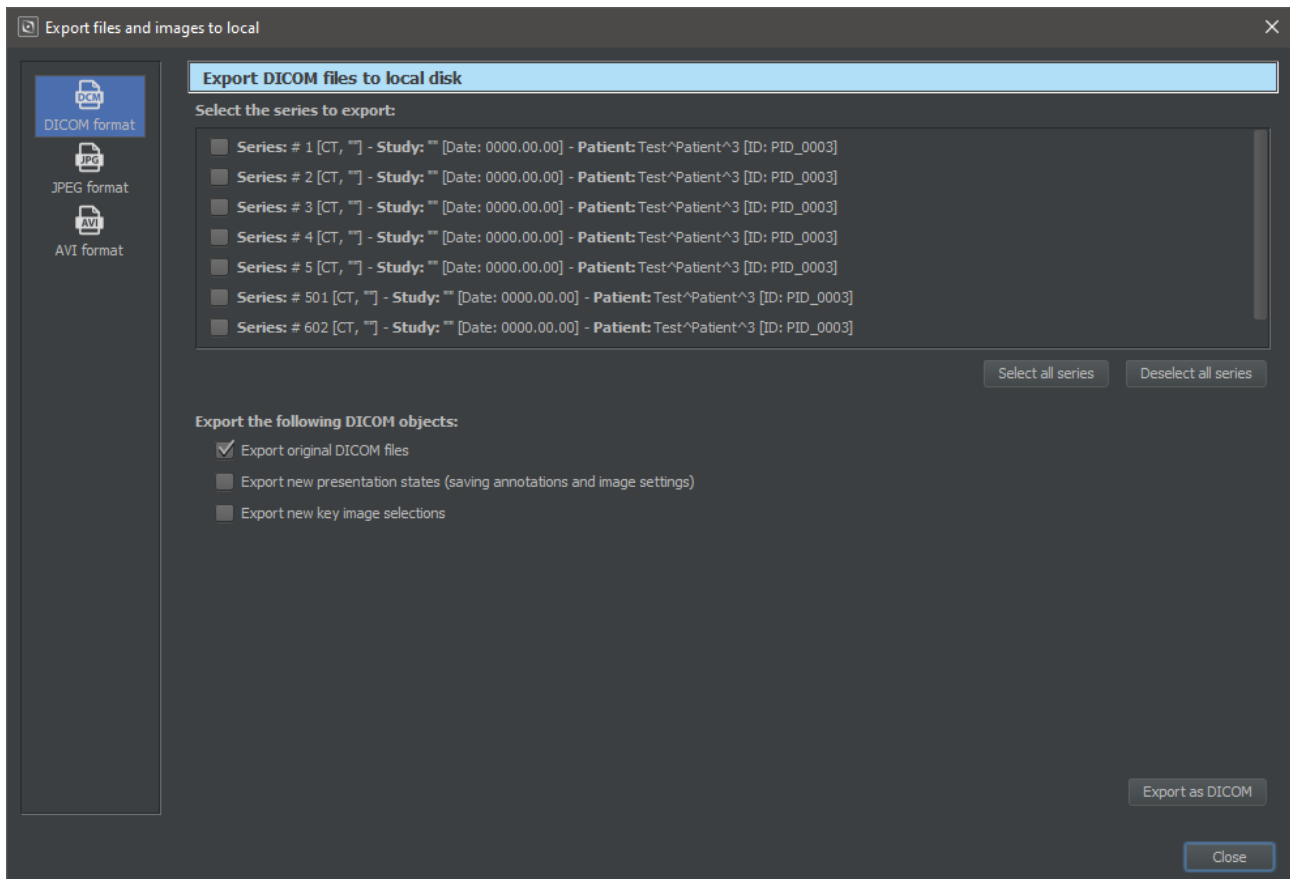 Export files and images to local
DCM
DICOM format
JPG
JPEG format
AVI
AVI format
Export DICOM files to local disk
Select the series to export:
Series: # 1 [CT, ""] - Study: "" [Date: 0000.00.00] - Patient: Test^Patient^3 [ID: PID_0003]
Series: # 2 [CT, ""] - Study: "" [Date: 0000.00.00] - Patient: Test^Patient^3 [ID: PID_0003]
Series: # 3 [CT, ""] - Study: "" [Date: 0000.00.00] - Patient: Test^Patient^3 [ID: PID_0003]
Series: # 4 [CT, ""] - Study: "" [Date: 0000.00.00] - Patient: Test^Patient^3 [ID: PID_0003]
Series: # 5 [CT, ""] - Study: "" [Date: 0000.00.00] - Patient: Test^Patient^3 [ID: PID_0003]
Series: # 501 [CT, ""] - Study: "" [Date: 0000.00.00] - Patient: Test^Patient^3 [ID: PID_0003]
Series: # 602 [CT, ""] - Study: "" [Date: 0000.00.00] - Patient: Test^Patient^3 [ID: PID_0003]
Select all series
Deselect all series
Export the following DICOM objects:
Export original DICOM files
Export new presentation states (saving annotations and image settings)
Export new key image selections
Export as DICOM
Close